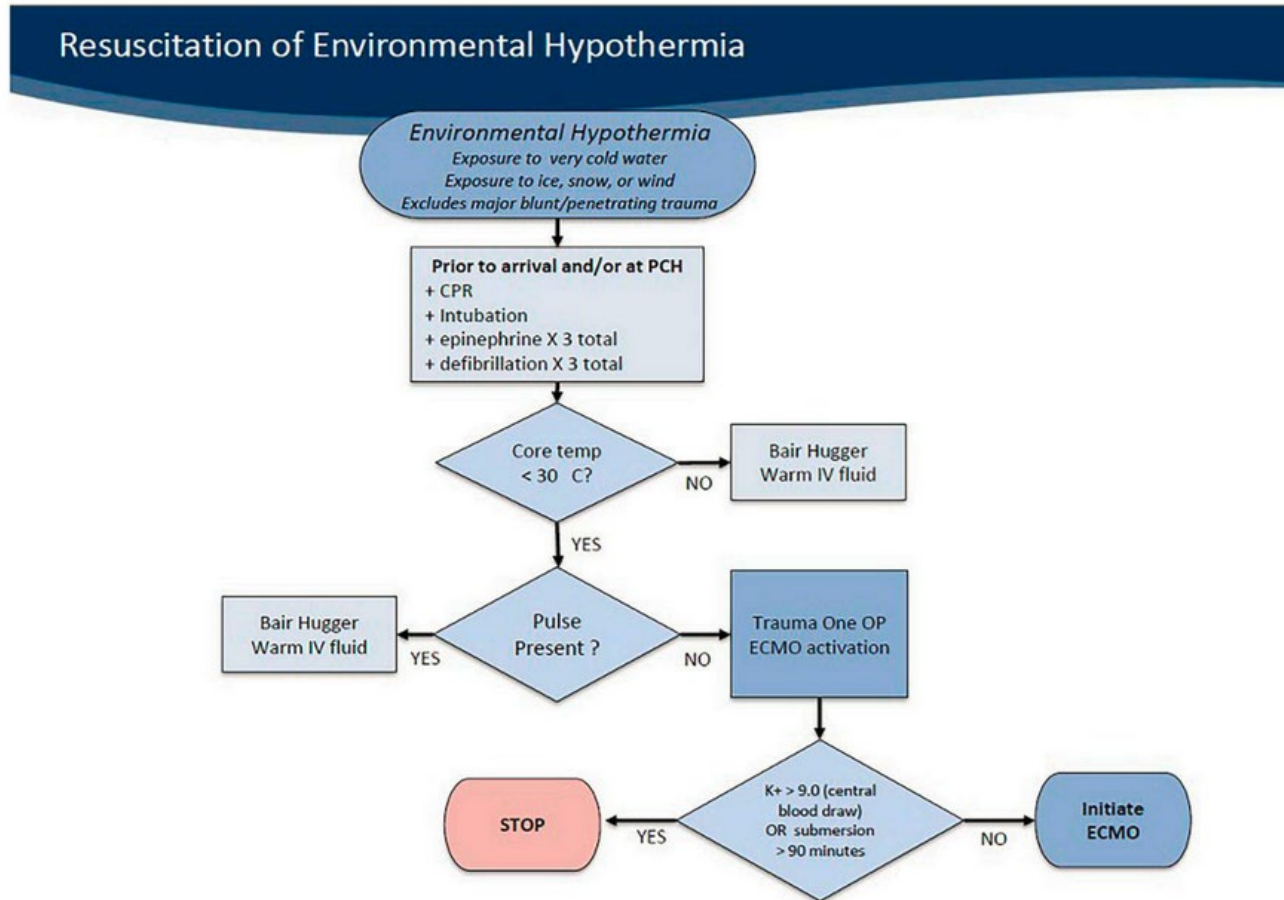 Resuscitation of Environmental Hypothermia
Environmental Hypothermia
Exposure to very cold water
Exposure to ice, snow, or wind
Excludes major blunt/penetrating trauma
Prior to arrival and/or at PCH
+ CPR
+ Intubation
+ epinephrine X 3 total
+ defibrillation X 3 total
Core temp
< 30 C?
NO
Bair Hugger
Warm IV fluid
YES
Bair Hugger
Warm IV fluid
YES
Pulse
Present ?
NO
Trauma One OP
ECMO activation
STOP
YES
K+ > 9.0 (central
blood draw)
OR submersion
> 90 minutes
NO
Initiate
ECMO